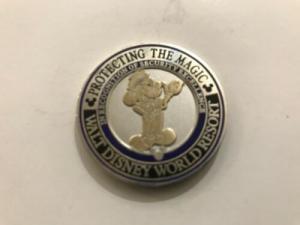 PROTECTING THE MAGIC
IN RECOGNITION OF SECURITY EXCELLENCE
WALT DISNEY WORLD RESORT